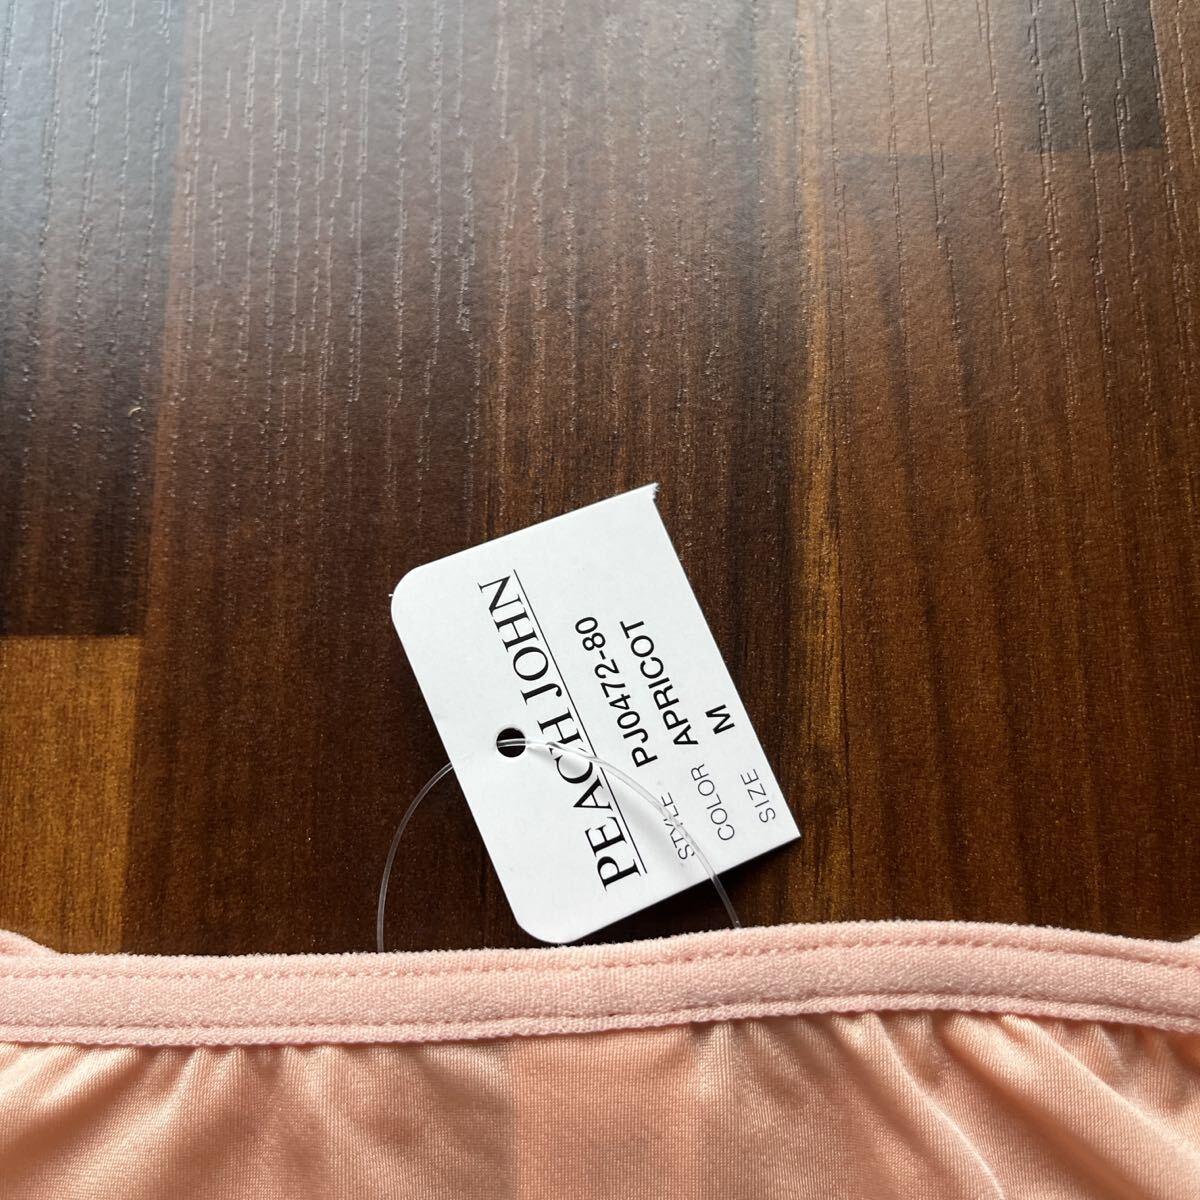 PEACH JOHN
STYLE PJ0472-80
COLOR APRICOT
SIZE M